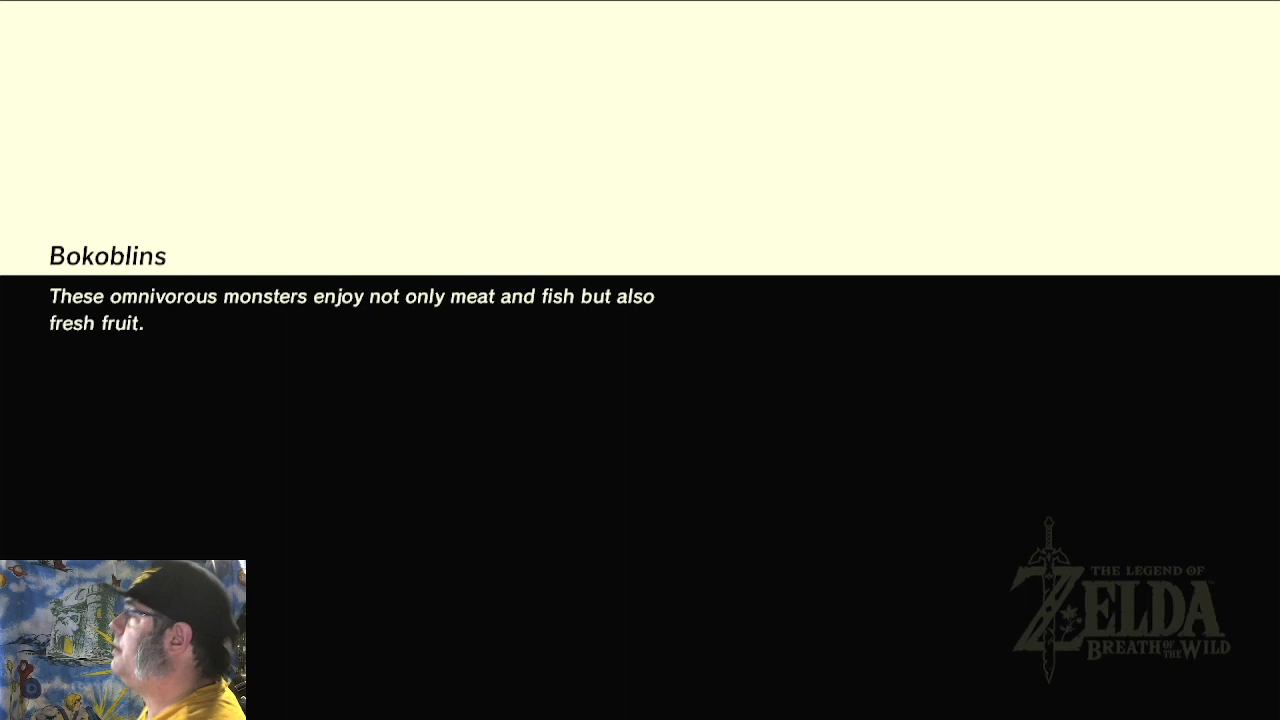 Bokoblins
These omnivorous monsters enjoy not only meat and fish but also
fresh fruit.
THE LEGEND OF
ZELDA
BREATH OF THE WILD